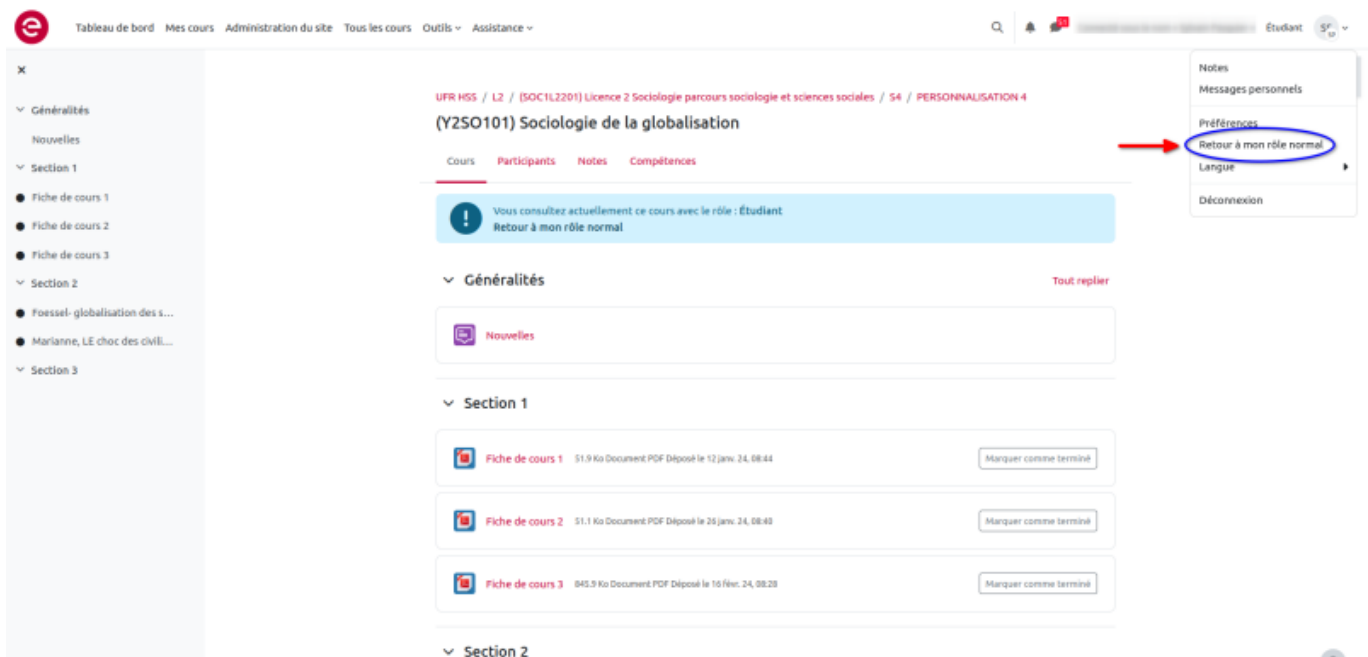 e
Tableau de bord Mes cours Administration du site Tous les cours Outils Assistance
51
Étudiant
Notes
Messages personnels
Préférences
Retour à mon rôle normal
Langue
Déconnexion
Généralités
Nouvelles
Section 1
Fiche de cours 1
Fiche de cours 2
Fiche de cours 3
Section 2
Foessel- globalisation des s...
Marianne, LE choc des civili...
Section 3
UFR HSS / L2 / (SOC1L2201) Licence 2 Sociologie parcours sociologie et sciences sociales / S4 / PERSONNALISATION 4
(Y2SO101) Sociologie de la globalisation
Cours Participants Notes Compétences
Vous consultez actuellement ce cours avec le rôle : Étudiant
Retour à mon rôle normal
Généralités Tout replier
Nouvelles
Section 1
Fiche de cours 1 51.9 Ko Document PDF Déposé le 12 janv. 24, 08:44 Marquer comme terminé
Fiche de cours 2 51.1 Ko Document PDF Déposé le 26 janv. 24, 08:40 Marquer comme terminé
Fiche de cours 3 845.9 Ko Document PDF Déposé le 16 févr. 24, 08:28 Marquer comme terminé
Section 2